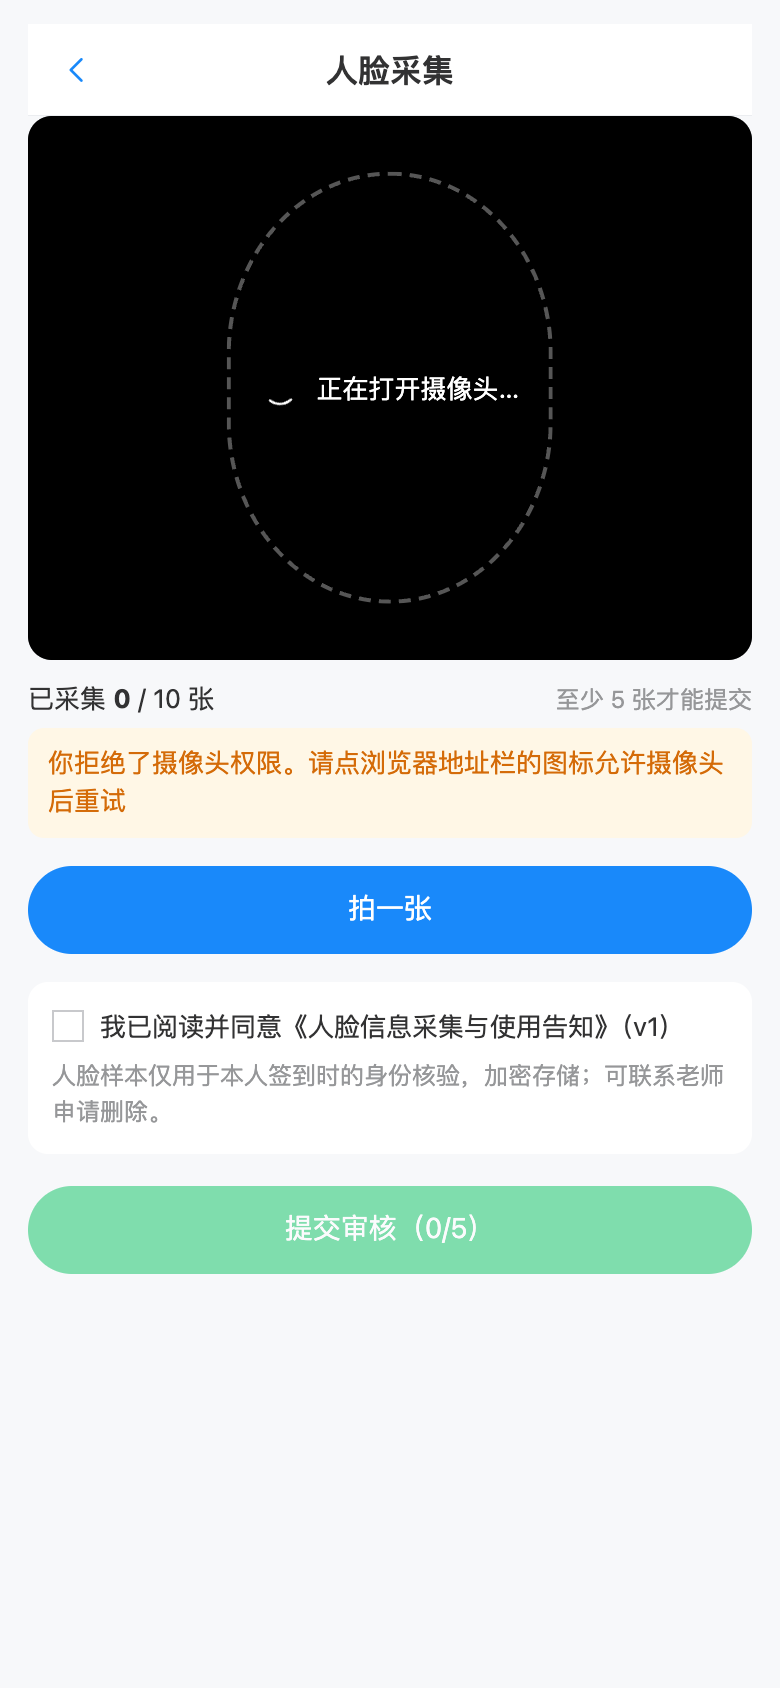 人脸采集
正在打开摄像头...
已采集 0 / 10 张
至少 5 张才能提交
你拒绝了摄像头权限。请点浏览器地址栏的图标允许摄像头
后重试
拍一张
我已阅读并同意《人脸信息采集与使用告知》（v1）
人脸样本仅用于本人签到时的身份核验，加密存储；可联系老师
申请删除。
提交审核（0/5）